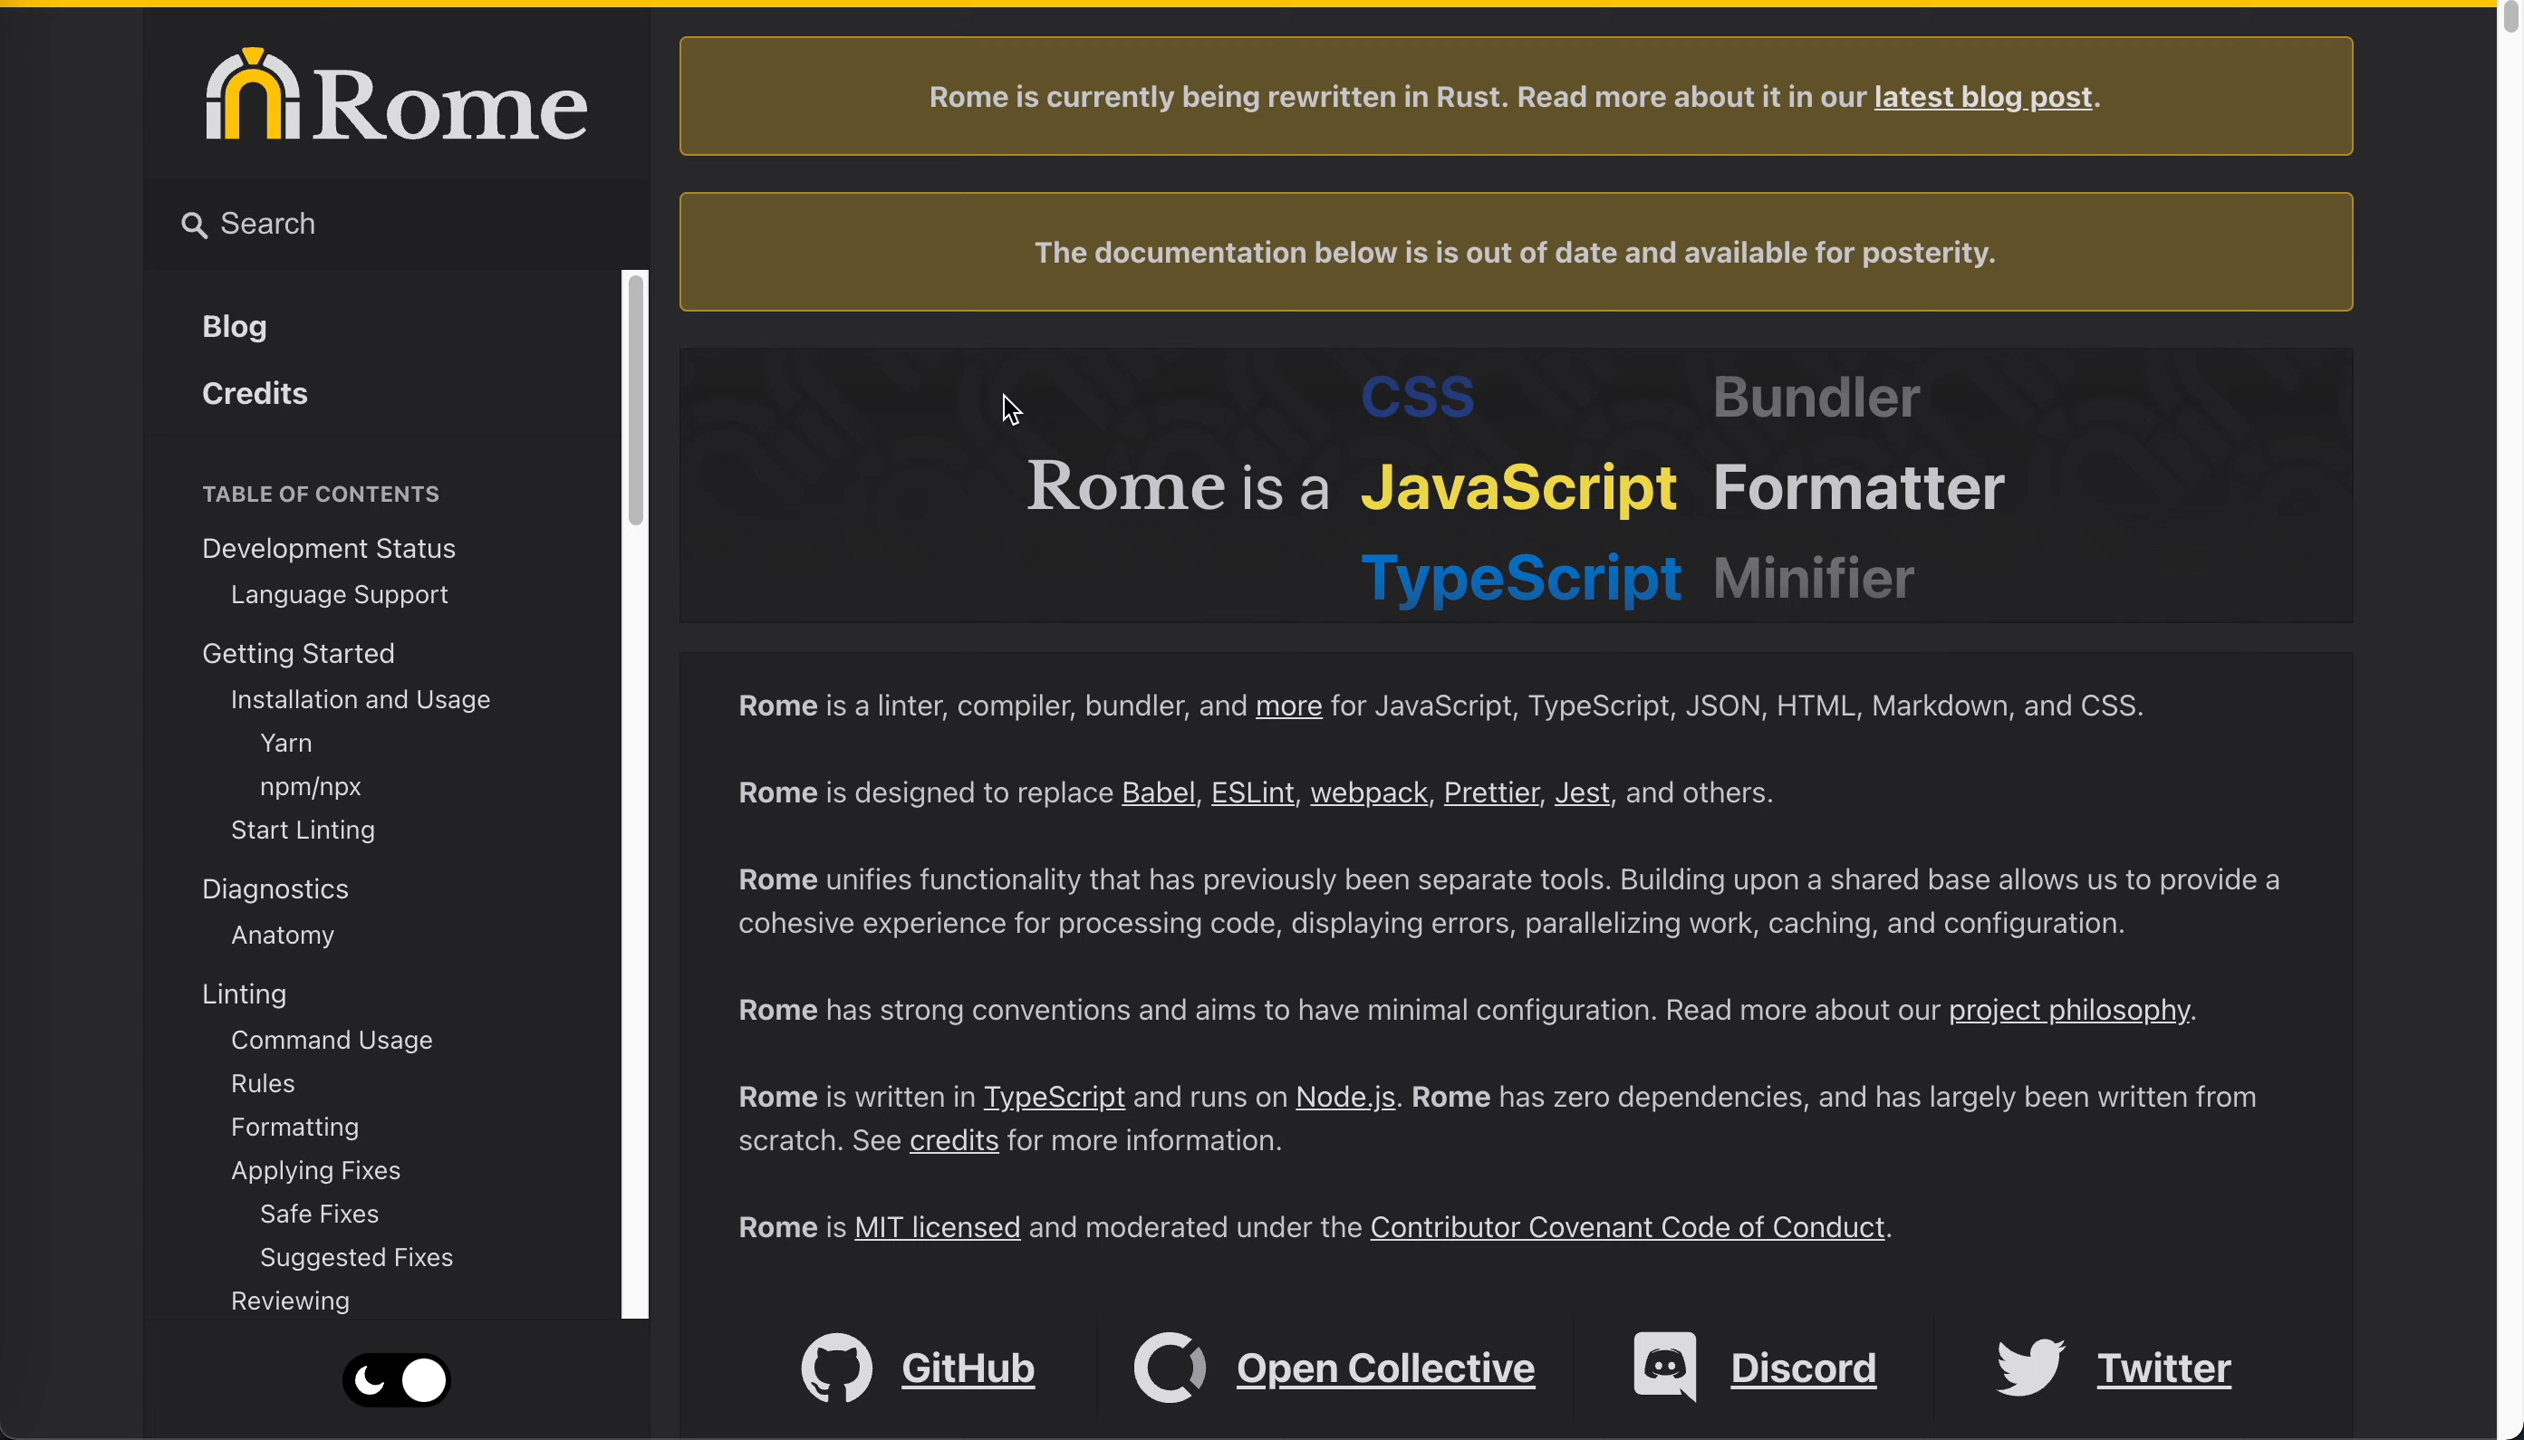 Rome
Search
Blog
Credits
TABLE OF CONTENTS
Development Status
Language Support
Getting Started
Installation and Usage
Yarn
npm/npx
Start Linting
Diagnostics
Anatomy
Linting
Command Usage
Rules
Formatting
Applying Fixes
Safe Fixes
Suggested Fixes
Reviewing
Rome is currently being rewritten in Rust. Read more about it in our latest blog post.
The documentation below is is out of date and available for posterity.
CSS Bundler
Rome is a JavaScript Formatter
TypeScript Minifier
Rome is a linter, compiler, bundler, and more for JavaScript, TypeScript, JSON, HTML, Markdown, and CSS.
Rome is designed to replace Babel, ESLint, webpack, Prettier, Jest, and others.
Rome unifies functionality that has previously been separate tools. Building upon a shared base allows us to provide a
cohesive experience for processing code, displaying errors, parallelizing work, caching, and configuration.
Rome has strong conventions and aims to have minimal configuration. Read more about our project philosophy.
Rome is written in TypeScript and runs on Node.js. Rome has zero dependencies, and has largely been written from
scratch. See credits for more information.
Rome is MIT licensed and moderated under the Contributor Covenant Code of Conduct.
GitHub Open Collective Discord Twitter